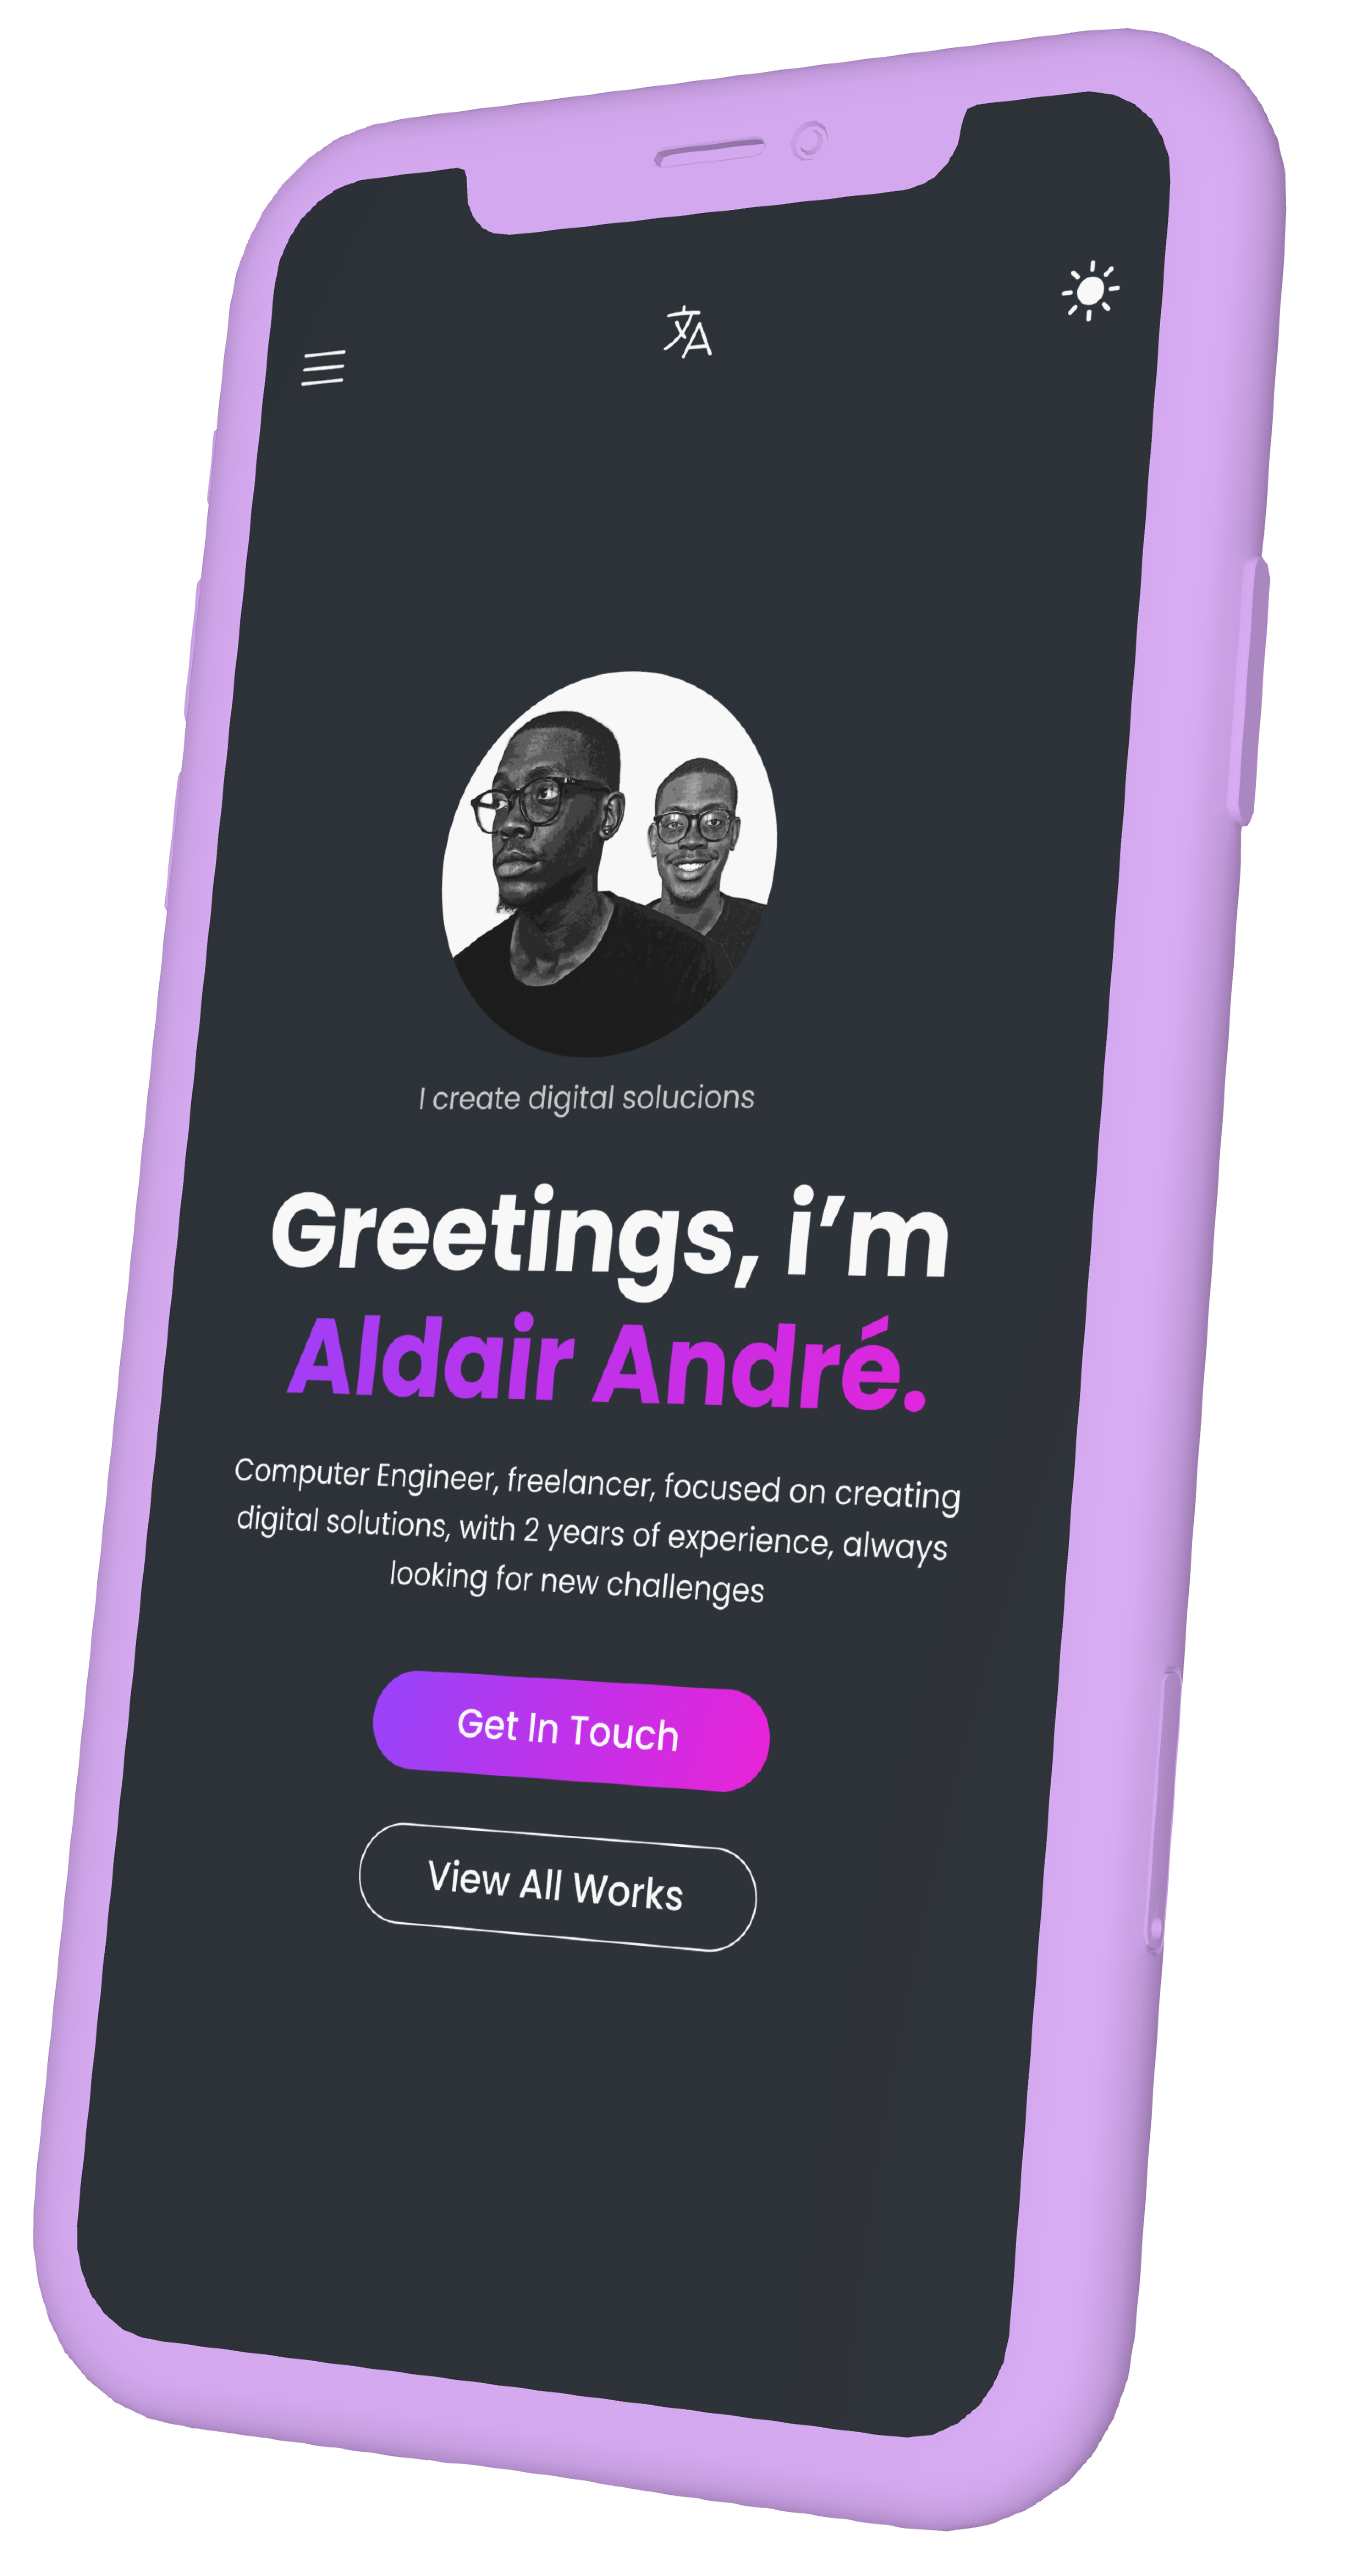 I create digital solucions
Greetings, i’m
Aldair André.
Computer Engineer, freelancer, focused on creating
digital solutions, with 2 years of experience, always
looking for new challenges
Get In Touch
View All Works